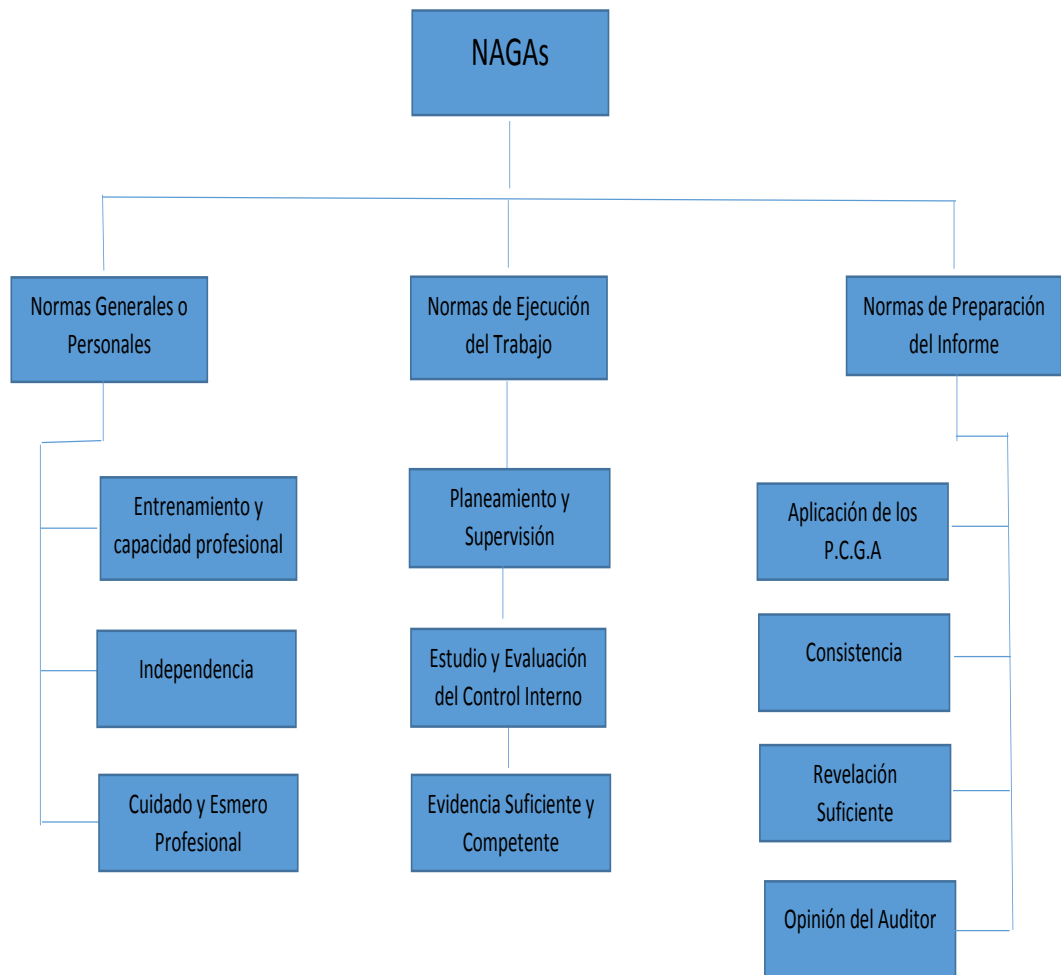 NAGAs
Normas Generales o
Personales
Normas de Ejecución
del Trabajo
Normas de Preparación
del Informe
Entrenamiento y
capacidad profesional
Independencia
Cuidado y Esmero
Profesional
Planeamiento y
Supervisión
Estudio y Evaluación
del Control Interno
Evidencia Suficiente y
Competente
Aplicación de los
P.C.G.A
Consistencia
Revelación
Suficiente
Opinión del Auditor